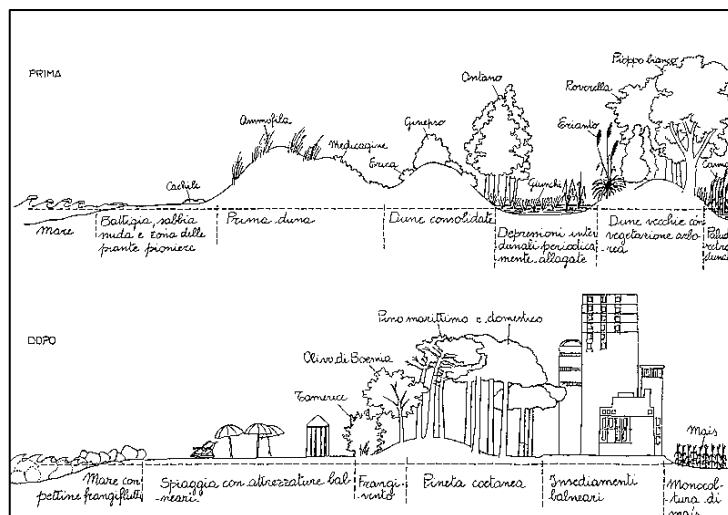 PRIMA
Pioppo bianco
Ontano
Roverella
Ammofila
Ginepro
Erianto
Medicagine
Eruca
Cachile
Giunchi
Mare
Battigia, sabbia
nuda e zona delle
piante pioniere
Prima duna
Dune consolidate
Depressioni inter
dunali periodica
mente allagate
Dune vecchie con
vegetazione arbo-
rea
DOPO
Pino marittimo e domestico
Olivo di Boemia
Tamerice
Mais
Mare con
pettine frangiflutti
Spiaggia con attrezzature bal-
neari
Frangi-
vento
Pineta costanea
Insediamenti
balneari
Monocol-
tura di
mais